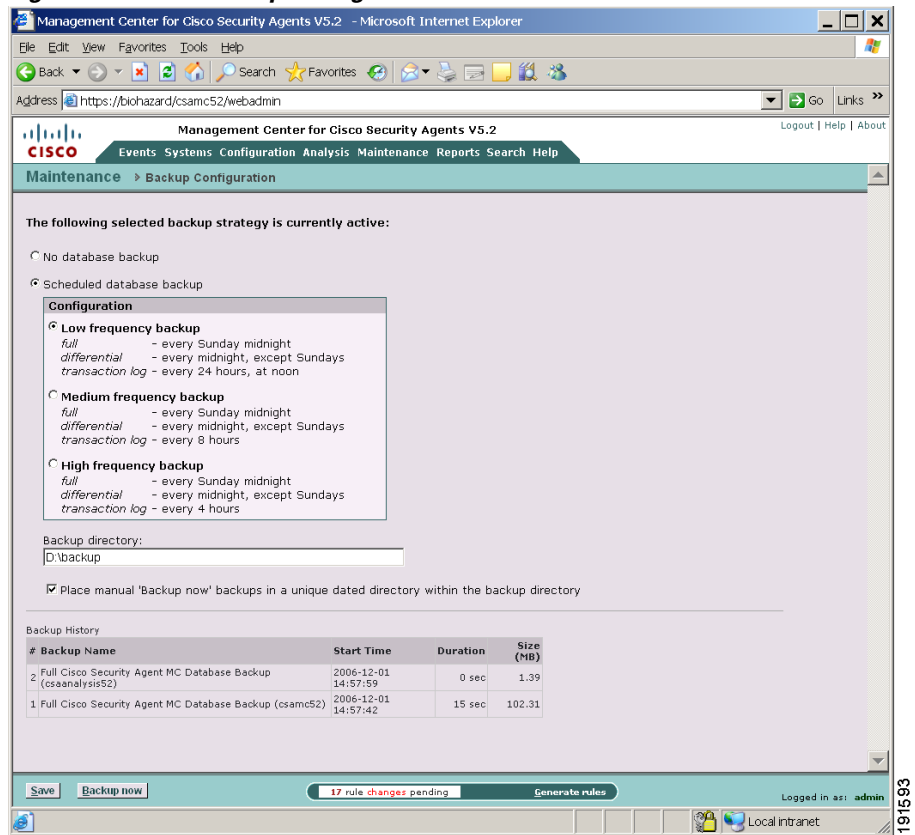 Management Center for Cisco Security Agents V5.2 - Microsoft Internet Explorer
File Edit View Favorites Tools Help
Back Search Favorites
Address https://biohazard/csamc52/webadmin Go Links »
Management Center for Cisco Security Agents V5.2
Logout | Help | About
CISCO
Events Systems Configuration Analysis Maintenance Reports Search Help
Maintenance Backup Configuration
The following selected backup strategy is currently active:
No database backup
Scheduled database backup
Configuration
Low frequency backup
full - every Sunday midnight
differential - every midnight, except Sundays
transaction log - every 24 hours, at noon
Medium frequency backup
full - every Sunday midnight
differential - every midnight, except Sundays
transaction log - every 8 hours
High frequency backup
full - every Sunday midnight
differential - every midnight, except Sundays
transaction log - every 4 hours
Backup directory:
D:\backup
Place manual 'Backup now' backups in a unique dated directory within the backup directory
Backup History
# Backup Name Start Time Duration Size (MB)
2 Full Cisco Security Agent MC Database Backup (csaanalysis52) 2006-12-01 14:57:59 0 sec 1.39
1 Full Cisco Security Agent MC Database Backup (csamc52) 2006-12-01 14:57:42 15 sec 102.31
Save Backup now 17 rule changes pending Generate rules
Logged in as: admin
Local intranet
191593